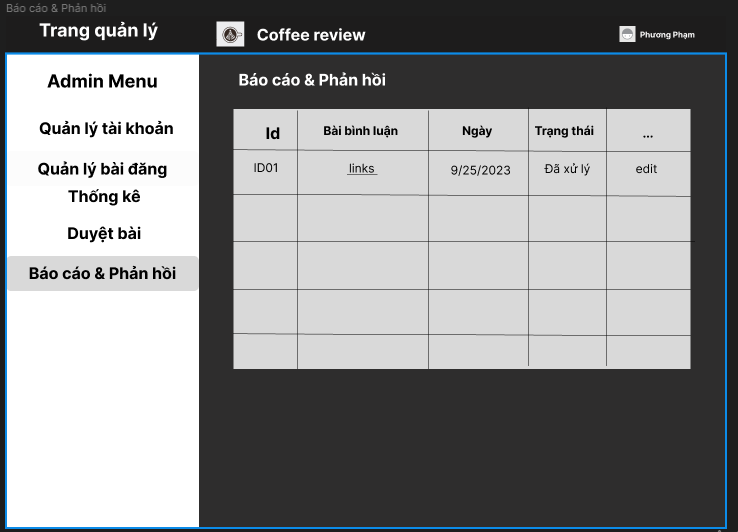 Báo cáo & Phản hồi
Trang quản lý
Coffee review
Phương Phạm
Admin Menu
Quản lý tài khoản
Quản lý bài đăng
Thống kê
Duyệt bài
Báo cáo & Phản hồi
Báo cáo & Phản hồi
Id Bài bình luận Ngày Trạng thái ...
ID01 links 9/25/2023 Đã xử lý edit